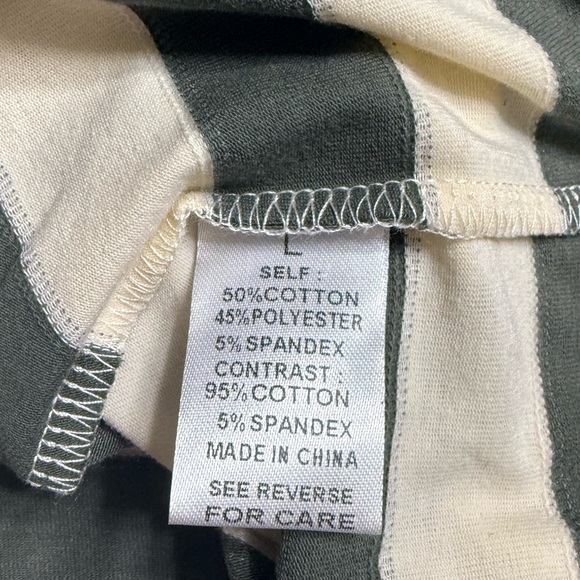 L
SELF :
50%COTTON
45%POLYESTER
5% SPANDEX
CONTRAST :
95%COTTON
5% SPANDEX
MADE IN CHINA
SEE REVERSE
FOR CARE